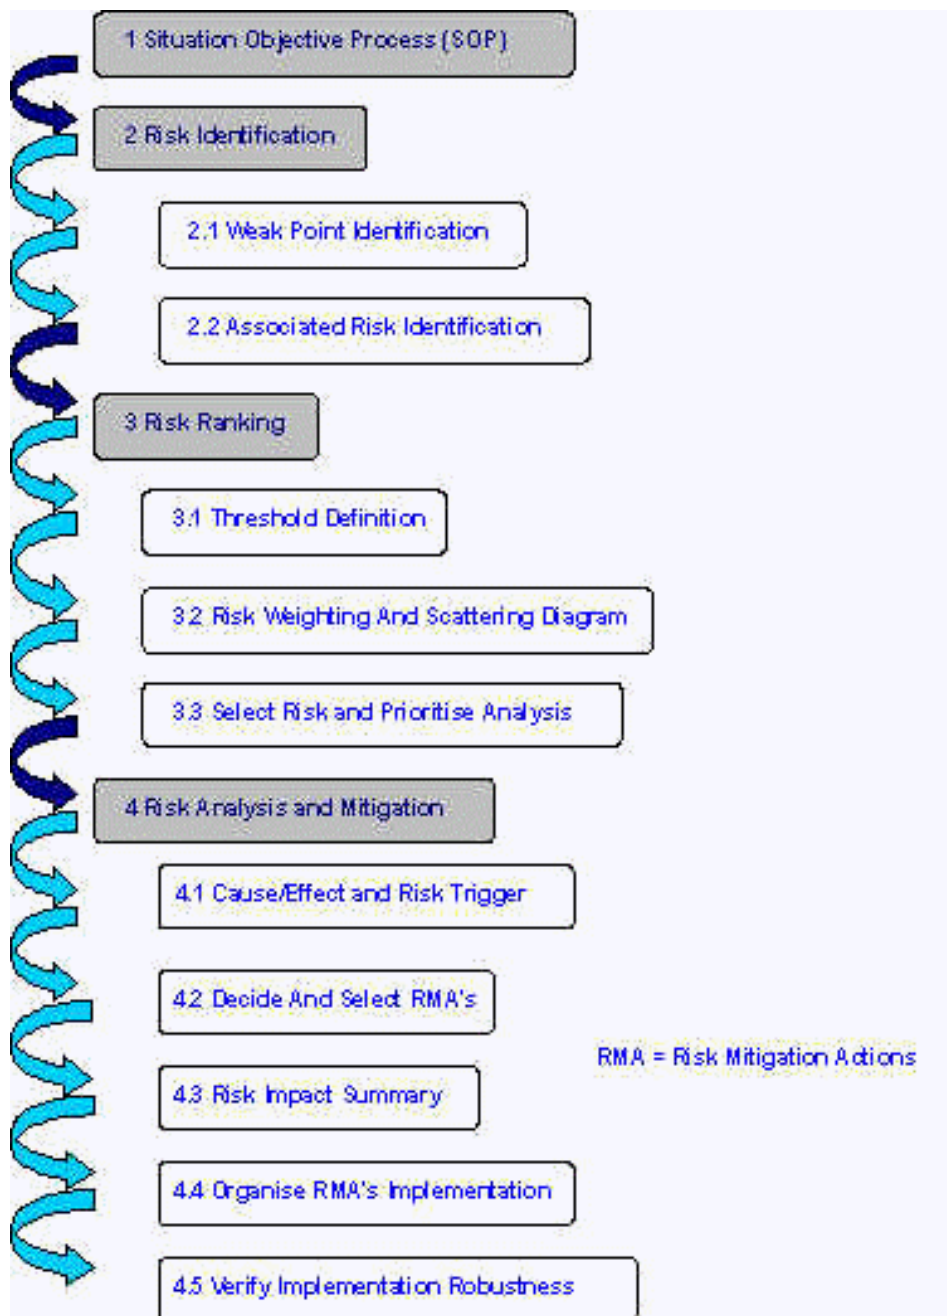 1 Situation Objective Process (SOP)
2 Risk Identification
2.1 Weak Point Identification
2.2 Associated Risk Identification
3 Risk Ranking
3.1 Threshold Definition
3.2 Risk Weighting And Scattering Diagram
3.3 Select Risk and Prioritise Analysis
4 Risk Analysis and Mitigation
4.1 Cause/Effect and Risk Trigger
4.2 Decide And Select RMA's
RMA = Risk Mitigation Actions
4.3 Risk Impact Summary
4.4 Organise RMA's Implementation
4.5 Verify Implementation Robustness